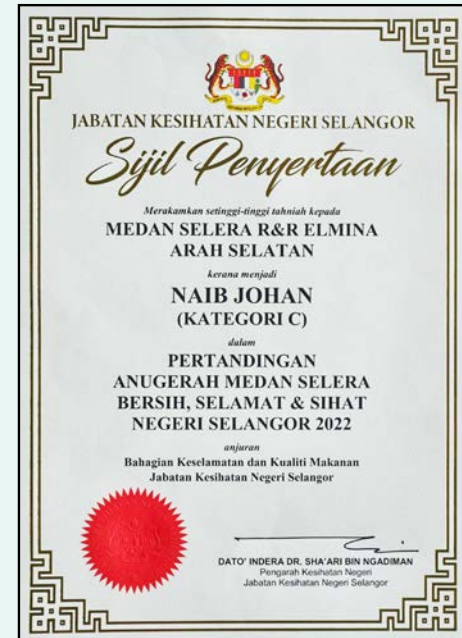 JABATAN KESIHATAN NEGERI SELANGOR
Sijil Penyertaan
Merakamkan setinggi-tinggi tahniah kepada
MEDAN SELERA R&R ELMINA
ARAH SELATAN
kerana menjadi
NAIB JOHAN
(KATEGORI C)
dalam
PERTANDINGAN
ANUGERAH MEDAN SELERA
BERSIH, SELAMAT & SIHAT
NEGERI SELANGOR 2022
anjuran
Bahagian Keselamatan dan Kualiti Makanan
Jabatan Kesihatan Negeri Selangor
DATO' INDERA DR. SHA'ARI BIN NGADIMAN
Pengarah Kesihatan Negeri
Jabatan Kesihatan Negeri Selangor